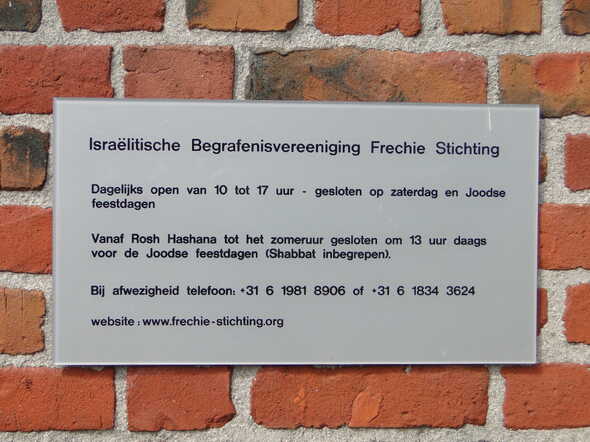 Israëlitische Begrafenisvereeniging Frechie Stichting
Dagelijks open van 10 tot 17 uur - gesloten op zaterdag en Joodse
feestdagen
Vanaf Rosh Hashana tot het zomeruur gesloten om 13 uur daags
voor de Joodse feestdagen (Shabbat inbegrepen).
Bij afwezigheid telefoon: +31 6 1981 8906 of +31 6 1834 3624
website : www.frechie-stichting.org